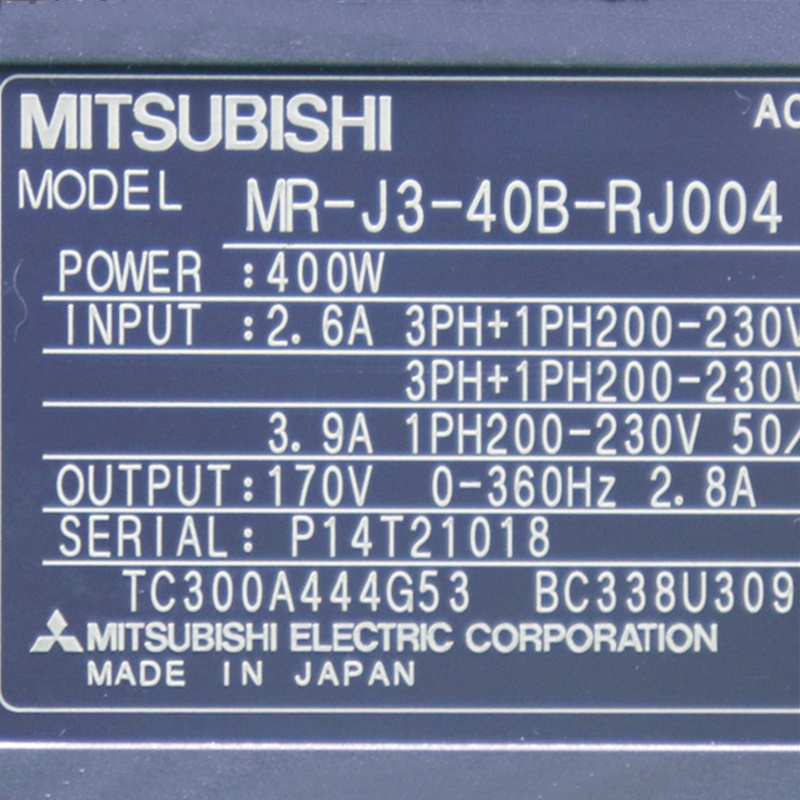 MITSUBISHI AC
MODEL MR-J3-40B-RJ004
POWER :400W
INPUT :2.6A 3PH+1PH200-230V
3PH+1PH200-230V
3.9A 1PH200-230V 50/
OUTPUT:170V 0-360Hz 2.8A
SERIAL: P14T21018
TC300A444G53 BC338U309
MITSUBISHI ELECTRIC CORPORATION
MADE IN JAPAN